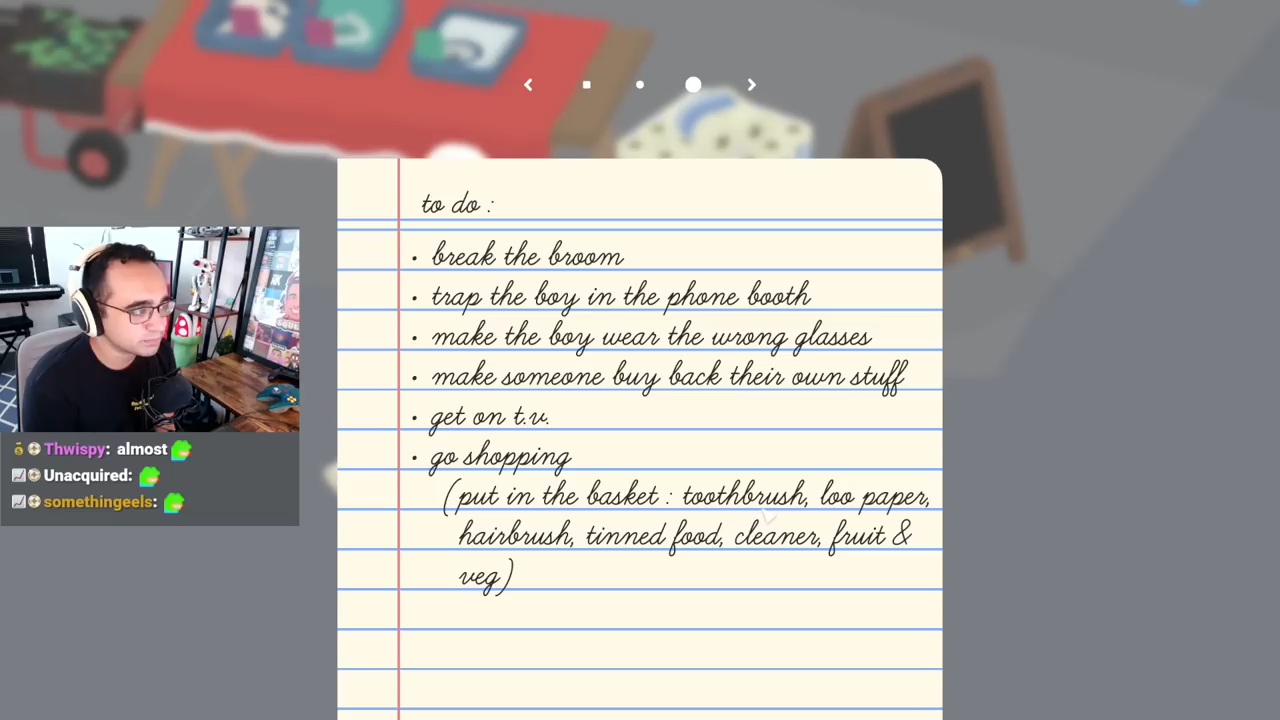 to do :
• break the broom
• trap the boy in the phone booth
• make the boy wear the wrong glasses
• make someone buy back their own stuff
• get on t.v.
• go shopping
(put in the basket : toothbrush, loo paper,
hairbrush, tinned food, cleaner, fruit &
veg)
Thwispy: almost
Unacquired:
somethingeels: